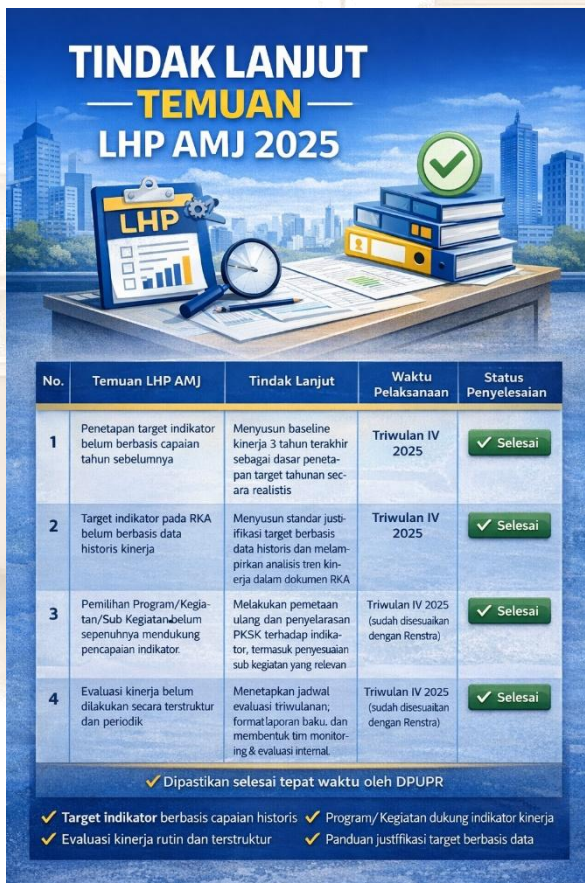 TINDAK LANJUT
TEMUAN
LHP AMJ 2025
LHP
No.
Temuan LHP AMJ
Tindak Lanjut
Waktu
Pelaksanaan
Status
Penyelesaian
1
Penetapan target indikator
belum berbasis capaian
tahun sebelumnya
Menyusun baseline
kinerja 3 tahun terakhir
sebagai dasar peneta
pan target tahunan sec-
ara realistis
Triwulan IV
2025
✓ Selesai
2
Target indikator pada RKA
belum berbasis data
historis kinerja
Menyusun standar justi-
fikasi target berbasis
data historis dan melam-
pirkan analisis tren kin-
erja dalam dokumen RKA
Triwulan IV
2025
✓ Selesai
3
Pemilihan Program/Kegia-
tan/Sub Kegiatan belum
sepenuhnya mendukung
pencapaian indikator.
Melakukan pemetaan
ulang dan penyelarasan
PKSK terhadap indika-
tor, termasuk penyesuaian
sub kegiatan yang relevan
Triwulan IV 2025
(sudah disesuaikan
dengan Renstra)
✓ Selesai
4
Evaluasi kinerja belum
dilakukan secara terstruktur
dan periodik
Menetapkan jadwal
evaluasi triwulanan;
format laporan baku. dan
membentuk tim monitor-
ing & evaluasi internal.
Triwulan IV 2025
(sudah disesuaikan
dengan Renstra)
✓ Selesai
✓ Dipastikan selesai tepat waktu oleh DPUPR
✓ Target indikator berbasis capaian historis
✓ Program/Kegiatan dukung indikator kinerja
✓ Evaluasi kinerja rutin dan terstruktur
✓ Panduan justffikasi target berbasis data